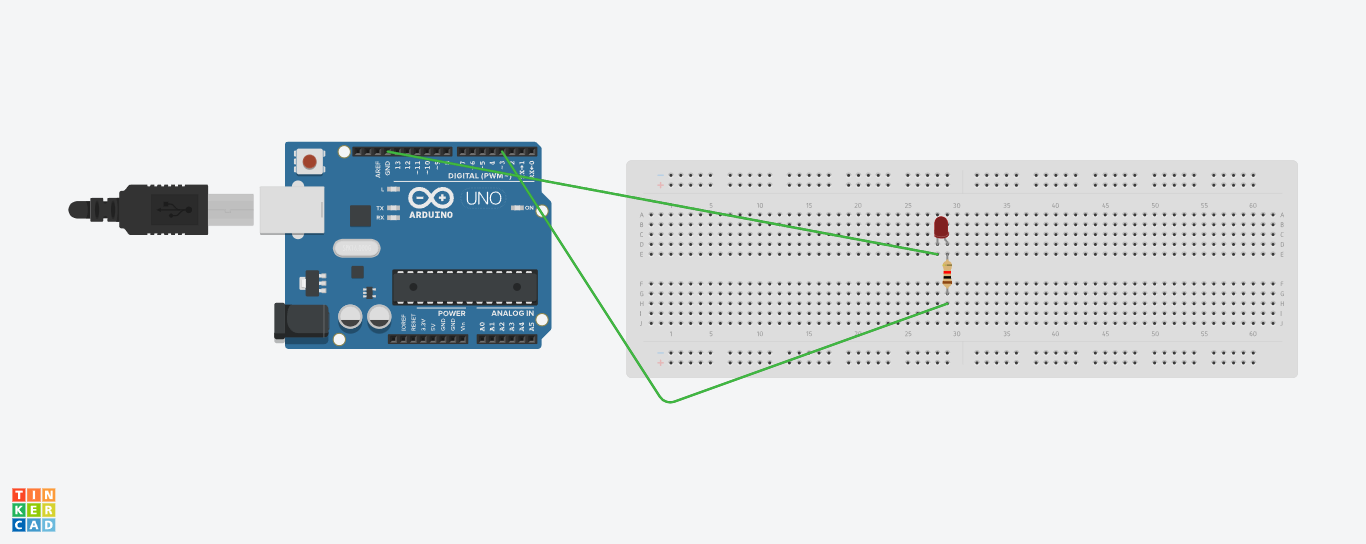 AREF
GND
13
12
~11
~10
~9
7
~6
~5
4
~3
2
TX→1
RX←0
DIGITAL (PWM~)
L
TX
RX
UNO
ARDUINO
ON
POWER
ANALOG IN
IOREF
RESET
3.3V
5V
GND
GND
Vin
A0
A1
A2
A3
A4
A5
5 10 15 20 25 30 35 40 45 50 55 60
A A
B B
C C
D D
E E
F F
G G
H H
I I
J J
1 5 10 15 20 25 30 35 40 45 50 55 60
TIN
KER
CAD